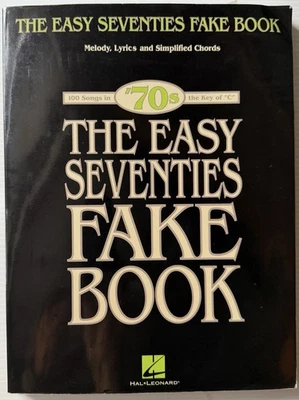 THE EASY SEVENTIES FAKE BOOK
Melody, Lyrics and Simplified Chords
100 Songs in '70s the Key of "C"
THE EASY
SEVENTIES
FAKE
BOOK
HAL•LEONARD®